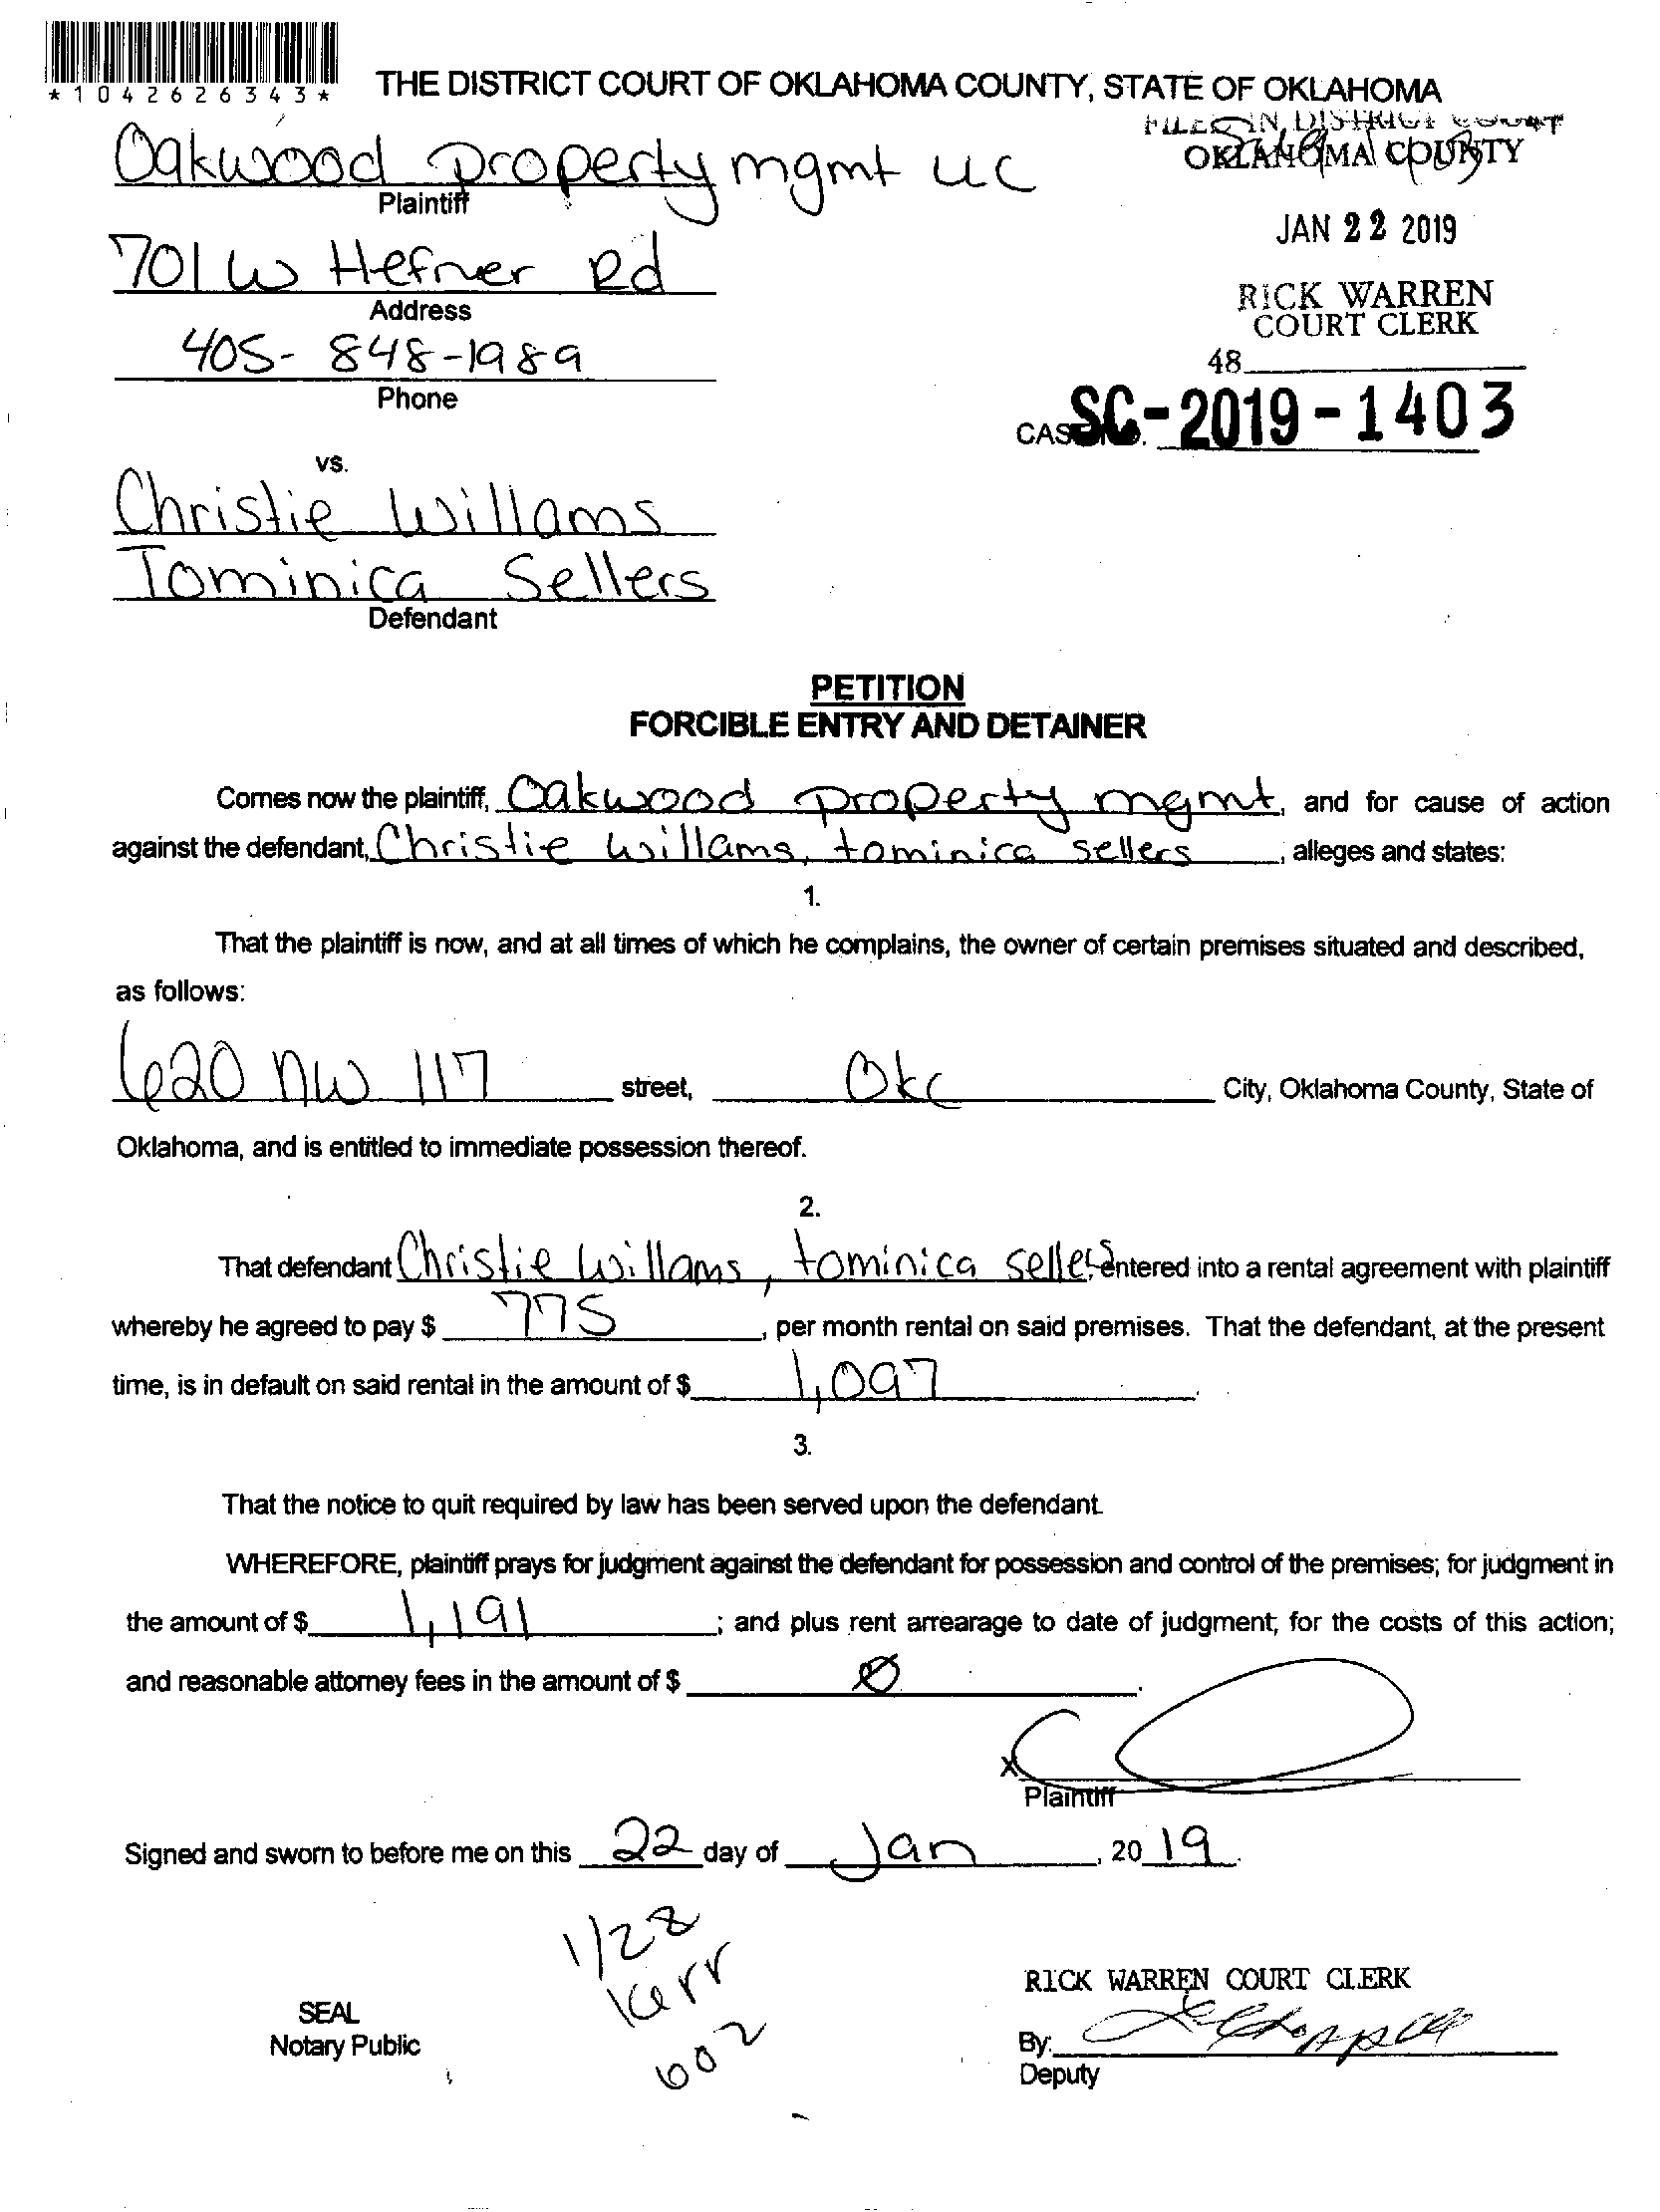 *1042626343*
THE DISTRICT COURT OF OKLAHOMA COUNTY, STATE OF OKLAHOMA
FILED IN DISTRICT COURT
OKLAHOMA COUNTY
Oakwood property mgmt LLC
Plaintiff
JAN 22 2019
701 W Hefner Rd
Address
RICK WARREN
COURT CLERK
405-848-1989
Phone
48
CASE NO. SC-2019-1403
vs.
Christie Willams
Tominica Sellers
Defendant
PETITION
FORCIBLE ENTRY AND DETAINER
Comes now the plaintiff, Oakwood property mgmt, and for cause of action
against the defendant, Christie Willams, tominica sellers, alleges and states:
1.
That the plaintiff is now, and at all times of which he complains, the owner of certain premises situated and described,
as follows:
620 NW 117 street, OKC City, Oklahoma County, State of
Oklahoma, and is entitled to immediate possession thereof.
2.
That defendant Christie Willams, tominica sellers entered into a rental agreement with plaintiff
whereby he agreed to pay $ 775, per month rental on said premises. That the defendant, at the present
time, is in default on said rental in the amount of $ 1,097.
3.
That the notice to quit required by law has been served upon the defendant.
WHEREFORE, plaintiff prays for judgment against the defendant for possession and control of the premises; for judgment in
the amount of $ 1,191; and plus rent arrearage to date of judgment; for the costs of this action;
and reasonable attorney fees in the amount of $ Ø.
X
Plaintiff
Signed and sworn to before me on this 22 day of Jan, 2019.
1/28
Kerr
602
SEAL
Notary Public
RICK WARREN COURT CLERK
By:
Deputy